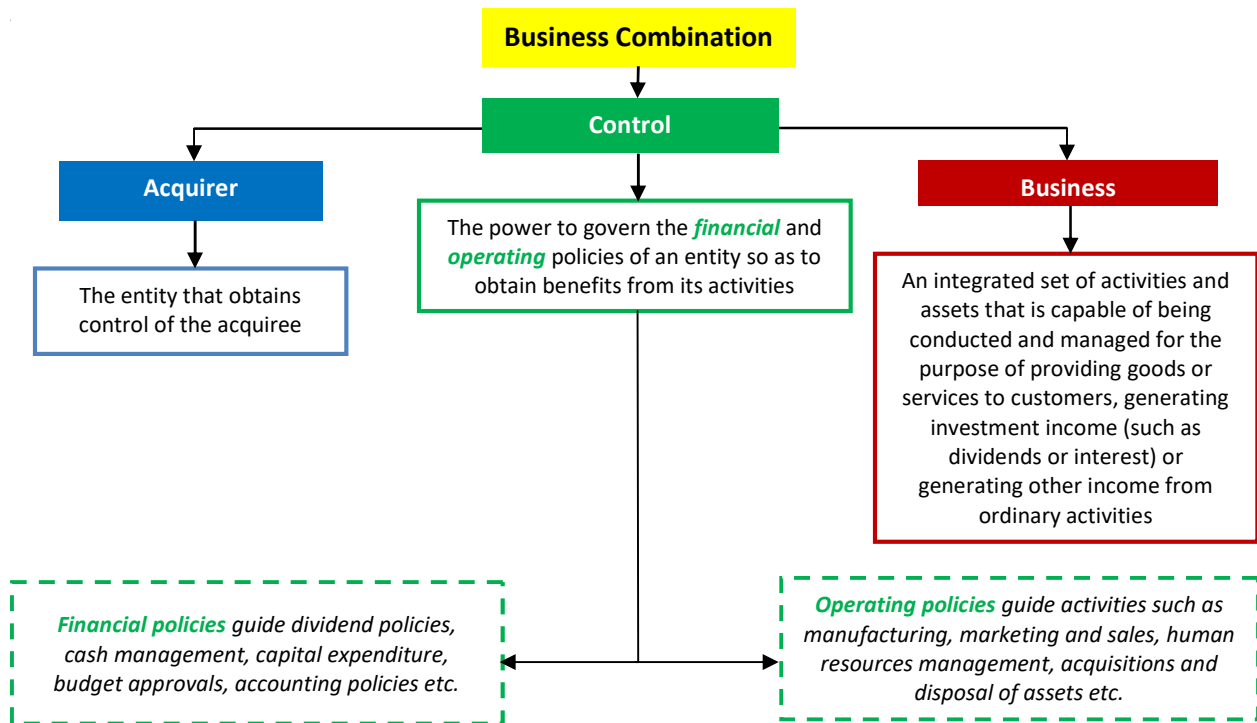 Business Combination
Control
Acquirer
Business
The entity that obtains
control of the acquiree
The power to govern the financial and
operating policies of an entity so as to
obtain benefits from its activities
An integrated set of activities and
assets that is capable of being
conducted and managed for the
purpose of providing goods or
services to customers, generating
investment income (such as
dividends or interest) or
generating other income from
ordinary activities
Financial policies guide dividend policies,
cash management, capital expenditure,
budget approvals, accounting policies etc.
Operating policies guide activities such as
manufacturing, marketing and sales, human
resources management, acquisitions and
disposal of assets etc.